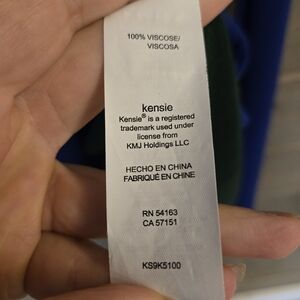 100% VISCOSE/
VISCOSA
kensie
Kensie® is a registered
trademark used under
license from
KMJ Holdings LLC
HECHO EN CHINA
FABRIQUÉ EN CHINE
RN 54163
CA 57151
KS9K5100